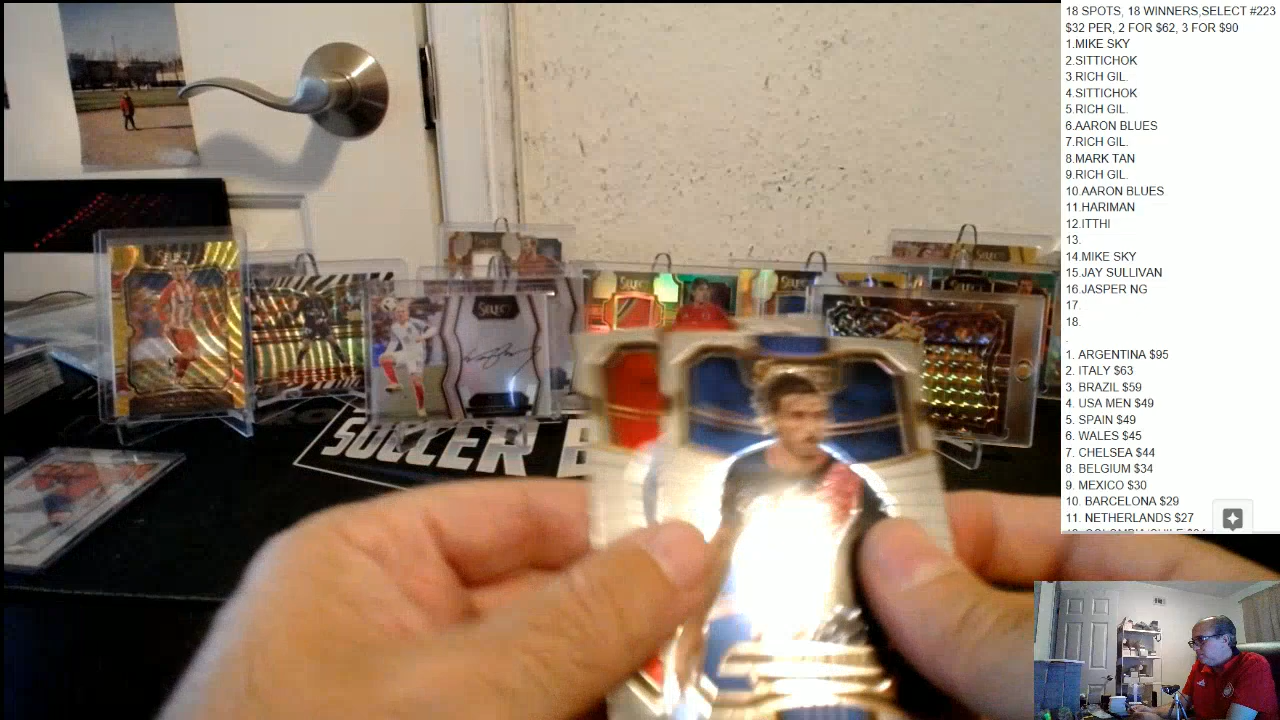 18 SPOTS, 18 WINNERS,SELECT #223
$32 PER, 2 FOR $62, 3 FOR $90
1.MIKE SKY
2.SITTICHOK
3.RICH GIL.
4.SITTICHOK
5.RICH GIL.
6.AARON BLUES
7.RICH GIL.
8.MARK TAN
9.RICH GIL.
10.AARON BLUES
11 HARIMAN
12.ITTHI
13.
14.MIKE SKY
15.JAY SULLIVAN
16.JASPER NG
17.
18.
.
1. ARGENTINA $95
2. ITALY $63
3. BRAZIL $59
4. USA MEN $49
5. SPAIN $49
6. WALES $45
7. CHELSEA $44
8. BELGIUM $34
9. MEXICO $30
10. BARCELONA $29
11. NETHERLANDS $27
SELECT
SELECT
SOCCER